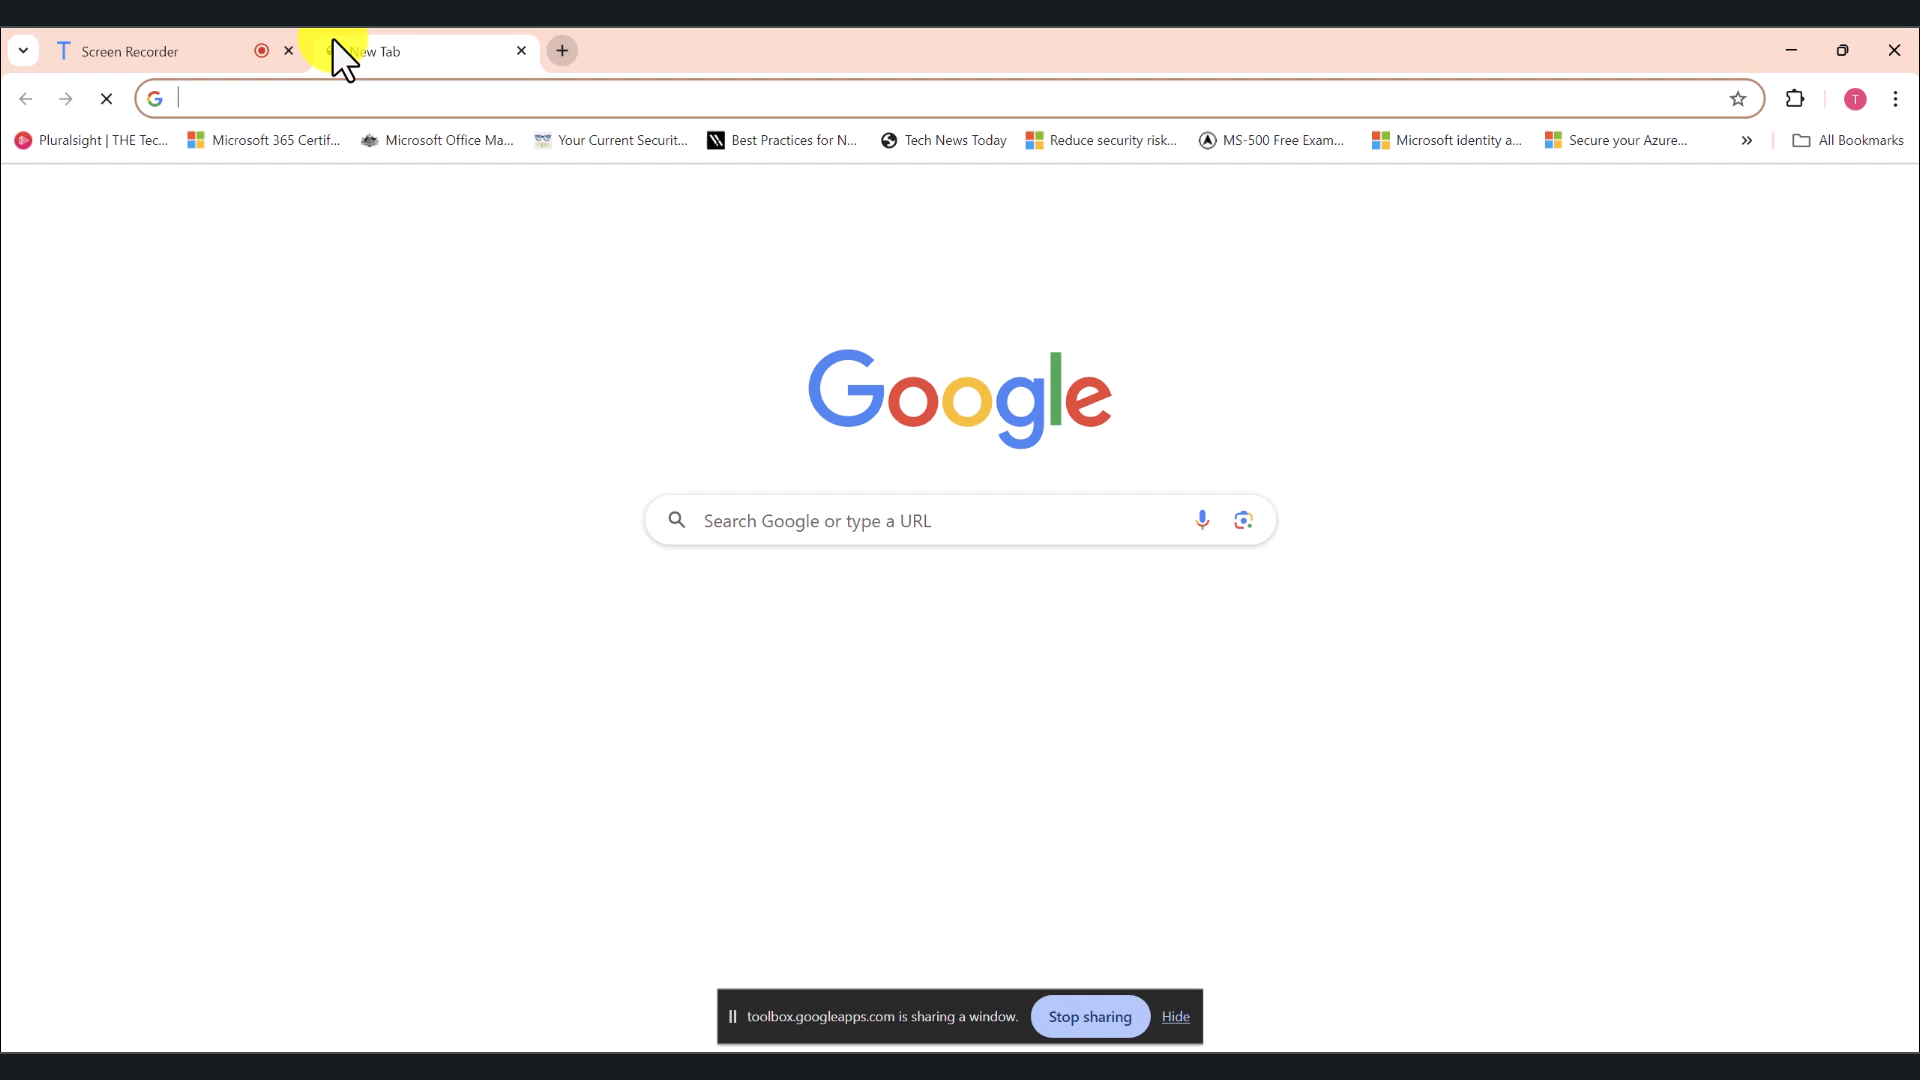 Screen Recorder
New Tab
Pluralsight | THE Tec...
Microsoft 365 Certif...
Microsoft Office Ma...
Your Current Securit...
Best Practices for N...
Tech News Today
Reduce security risk...
MS-500 Free Exam...
Microsoft identity a...
Secure your Azure...
All Bookmarks
T
Google
Search Google or type a URL
toolbox.googleapps.com is sharing a window.
Stop sharing
Hide